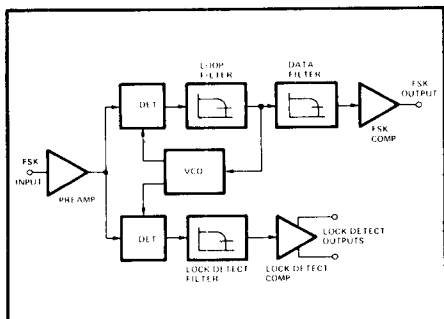 LOOP
FILTER
DATA
FILTER
FSK
OUTPUT
DET
FSK
COMP
FSK
INPUT
VCO
PREAMP
DET
LOCK DETECT
OUTPUTS
LOCK DETECT
FILTER
LOCK DETECT
COMP